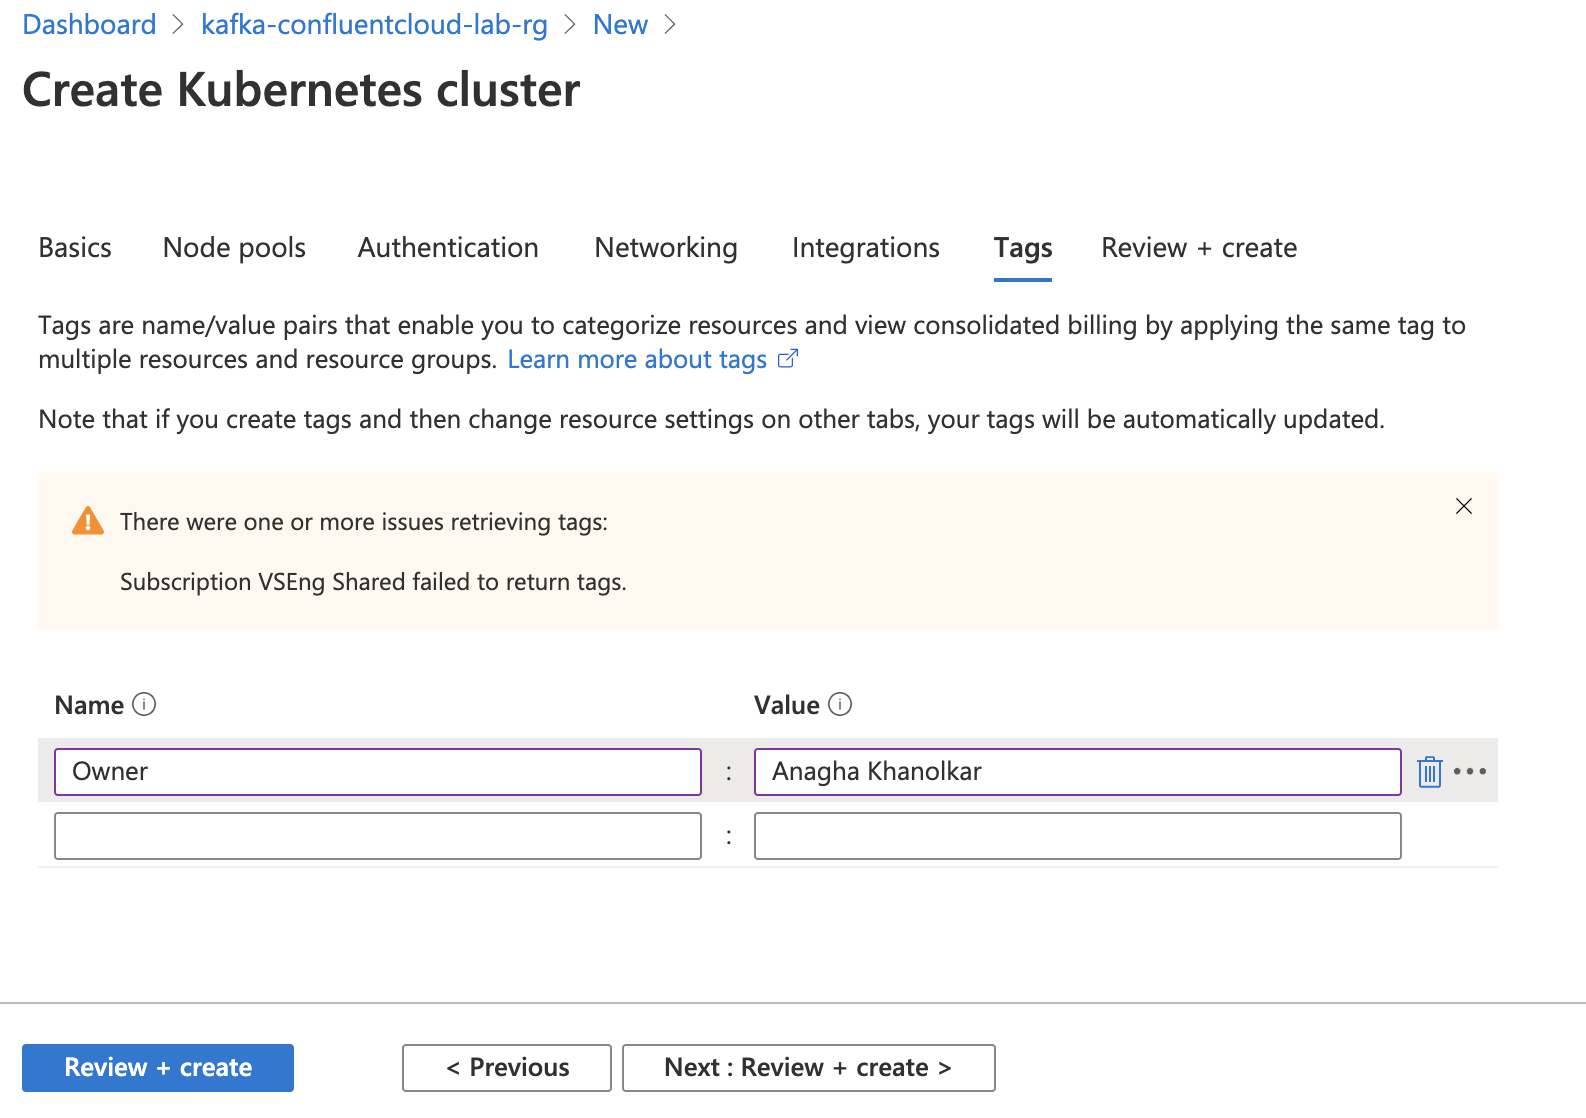 Dashboard > kafka-confluentcloud-lab-rg > New >
Create Kubernetes cluster
Basics Node pools Authentication Networking Integrations Tags Review + create
Tags are name/value pairs that enable you to categorize resources and view consolidated billing by applying the same tag to
multiple resources and resource groups. Learn more about tags
Note that if you create tags and then change resource settings on other tabs, your tags will be automatically updated.
There were one or more issues retrieving tags:
Subscription VSEng Shared failed to return tags.
Name Value
Owner : Anagha Khanolkar
:
Review + create < Previous Next : Review + create >